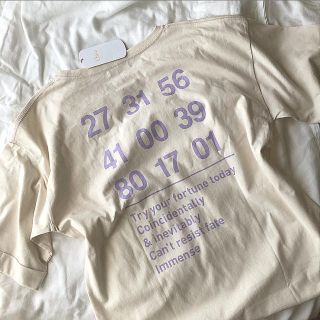 27 31 56
41 00 39
80 17 01
Try your fortune today
Coincidentally
& Inevitably
Can't resist fate
Immense